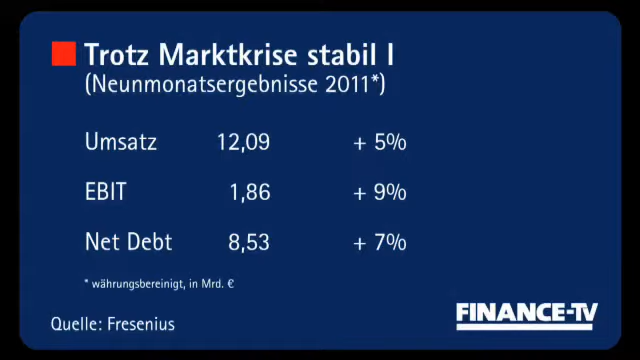 Trotz Marktkrise stabil I
(Neunmonatsergebnisse 2011*)
Umsatz 12,09 + 5%
EBIT 1,86 + 9%
Net Debt 8,53 + 7%
* währungsbereinigt, in Mrd. €
Quelle: Fresenius
FINANCE-TV